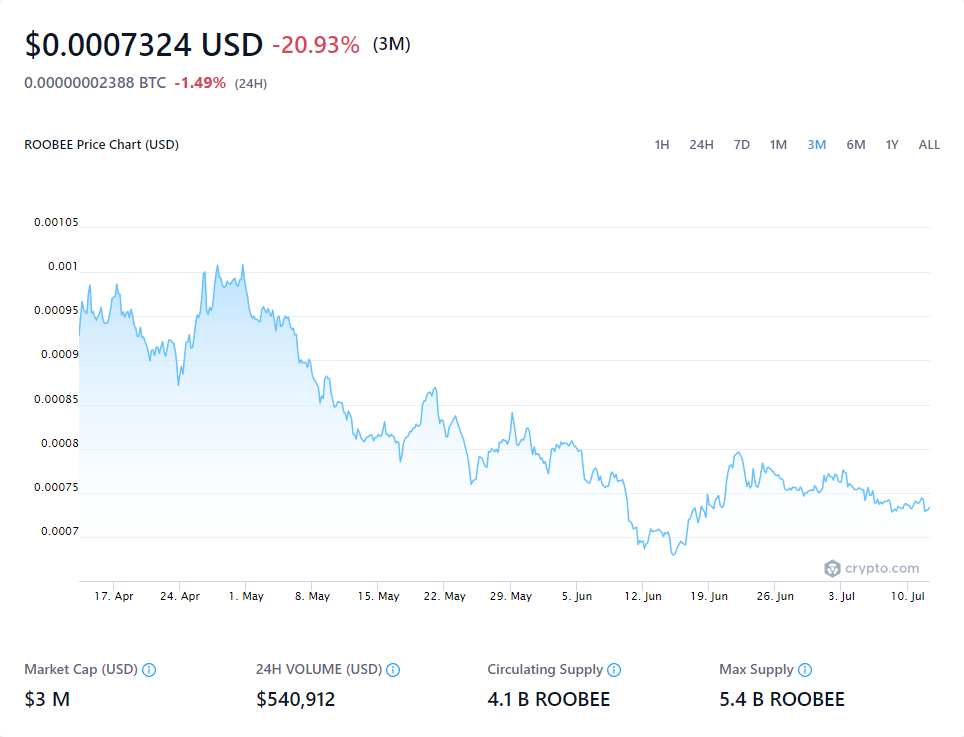 $0.0007324 USD -20.93% (3M)
0.00000002388 BTC -1.49% (24H)
ROOBEE Price Chart (USD) 1H 24H 7D 1M 3M 6M 1Y ALL
0.00105
0.001
0.00095
0.0009
0.00085
0.0008
0.00075
0.0007
crypto.com
17. Apr 24. Apr 1. May 8. May 15. May 22. May 29. May 5. Jun 12. Jun 19. Jun 26. Jun 3. Jul 10. Jul
Market Cap (USD) 24H VOLUME (USD) Circulating Supply Max Supply
$3 M $540,912 4.1 B ROOBEE 5.4 B ROOBEE